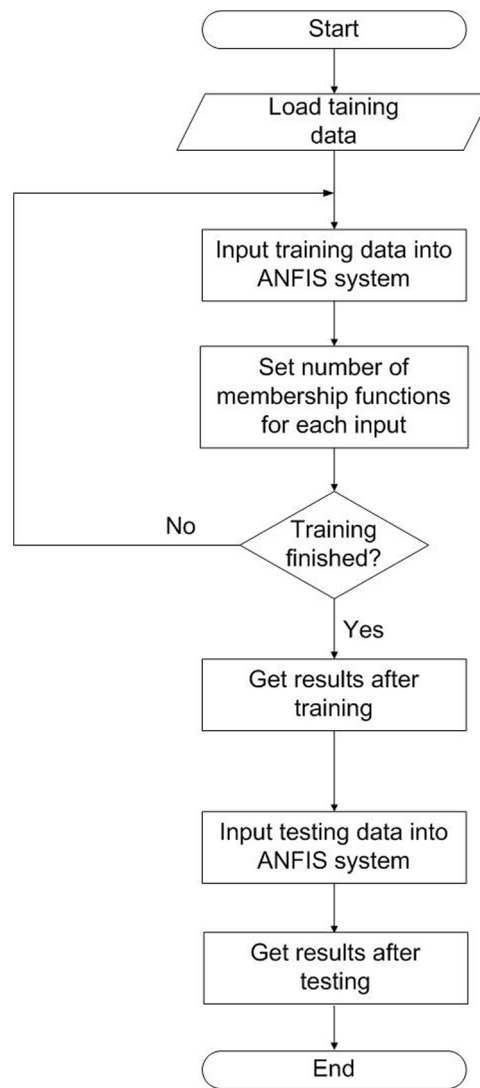 Start
Load taining
data
Input training data into
ANFIS system
Set number of
membership functions
for each input
Training
finished?
No
Yes
Get results after
training
Input testing data into
ANFIS system
Get results after
testing
End